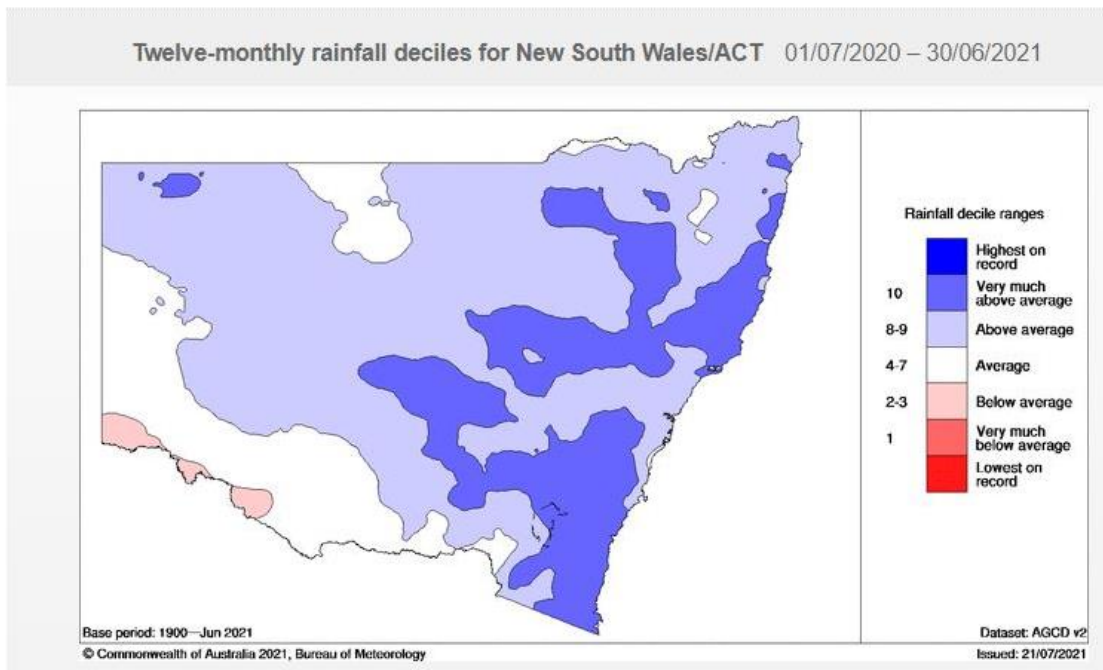 Twelve-monthly rainfall deciles for New South Wales/ACT 01/07/2020 – 30/06/2021
Rainfall decile ranges
Highest on
record
10 Very much
above average
8-9 Above average
4-7 Average
2-3 Below average
1 Very much
below average
Lowest on
record
Base period: 1900—Jun 2021 Dataset: AGCD v2
© Commonwealth of Australia 2021, Bureau of Meteorology Issued: 21/07/2021